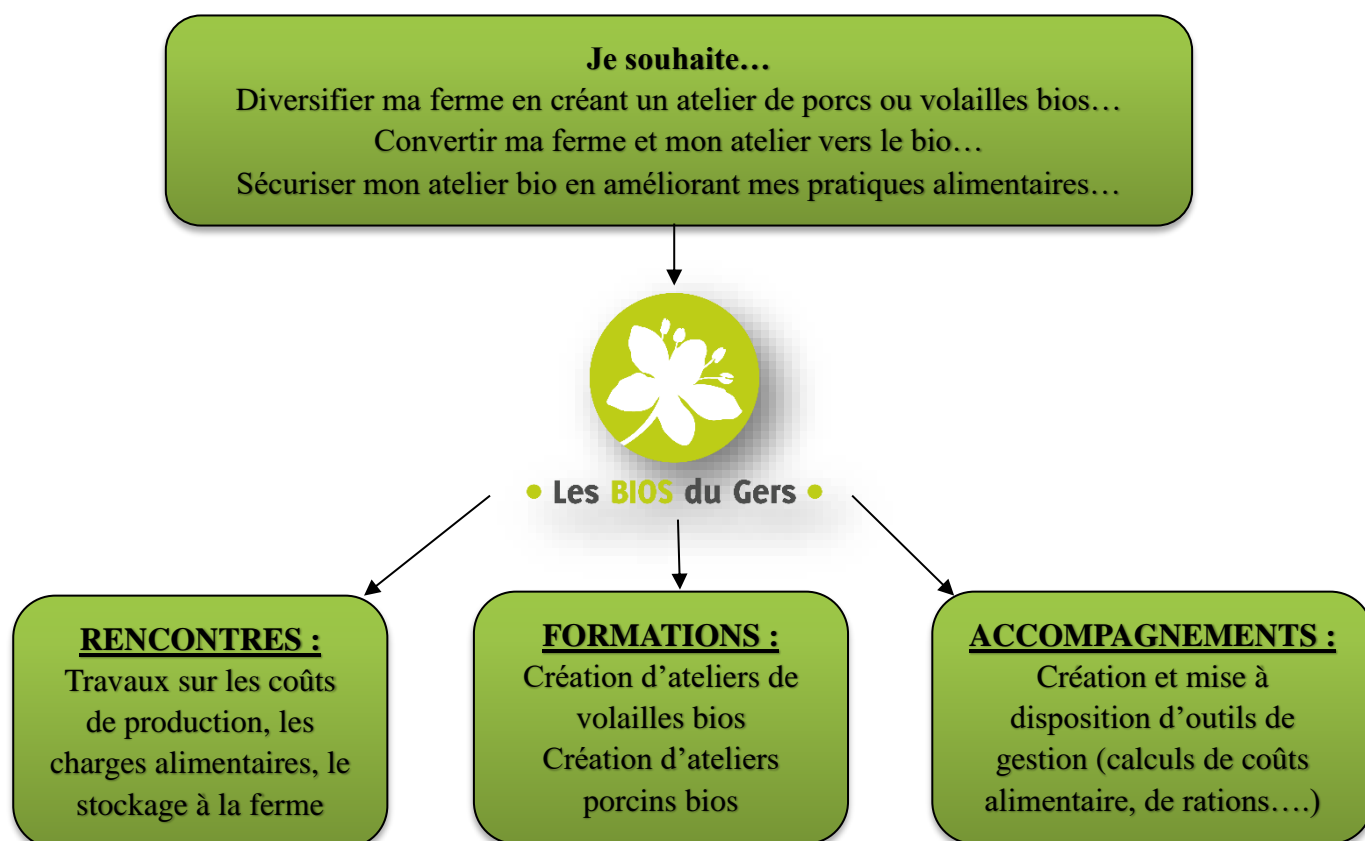 Je souhaite…
Diversifier ma ferme en créant un atelier de porcs ou volailles bios…
Convertir ma ferme et mon atelier vers le bio…
Sécuriser mon atelier bio en améliorant mes pratiques alimentaires…
• Les BIOS du Gers •
RENCONTRES :
Travaux sur les coûts
de production, les
charges alimentaires, le
stockage à la ferme
FORMATIONS :
Création d’ateliers de
volailles bios
Création d’ateliers
porcins bios
ACCOMPAGNEMENTS :
Création et mise à
disposition d’outils de
gestion (calculs de coûts
alimentaire, de rations….)